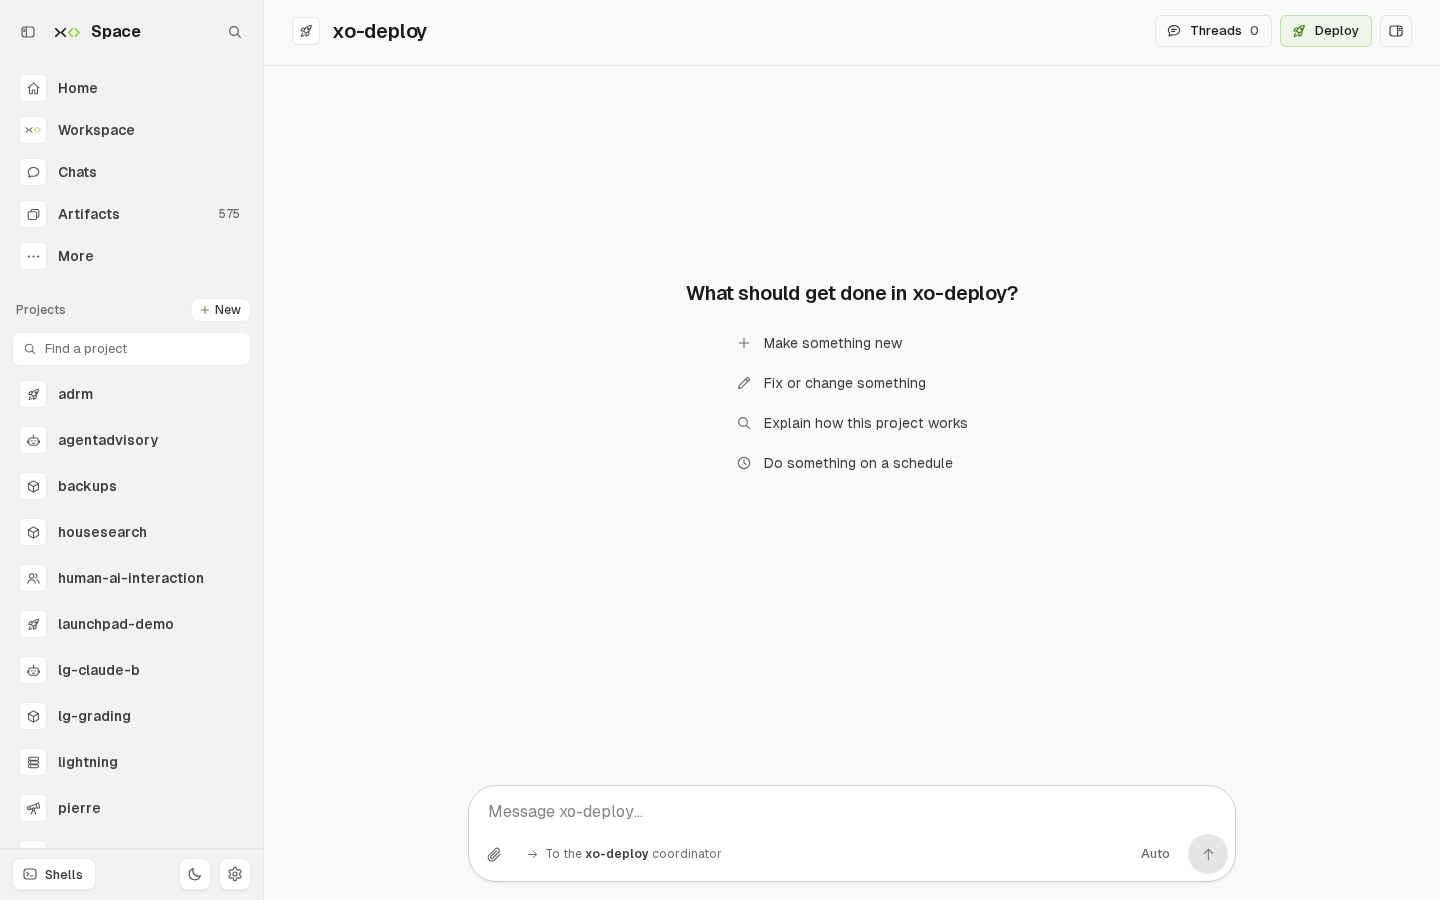 Space
Home
Workspace
Chats
Artifacts 575
More
Projects
New
Find a project
adrm
agentadvisory
backups
housesearch
human-ai-interaction
launchpad-demo
lg-claude-b
lg-grading
lightning
pierre
Shells
xo-deploy
Threads 0
Deploy
What should get done in xo-deploy?
Make something new
Fix or change something
Explain how this project works
Do something on a schedule
Message xo-deploy...
To the xo-deploy coordinator
Auto